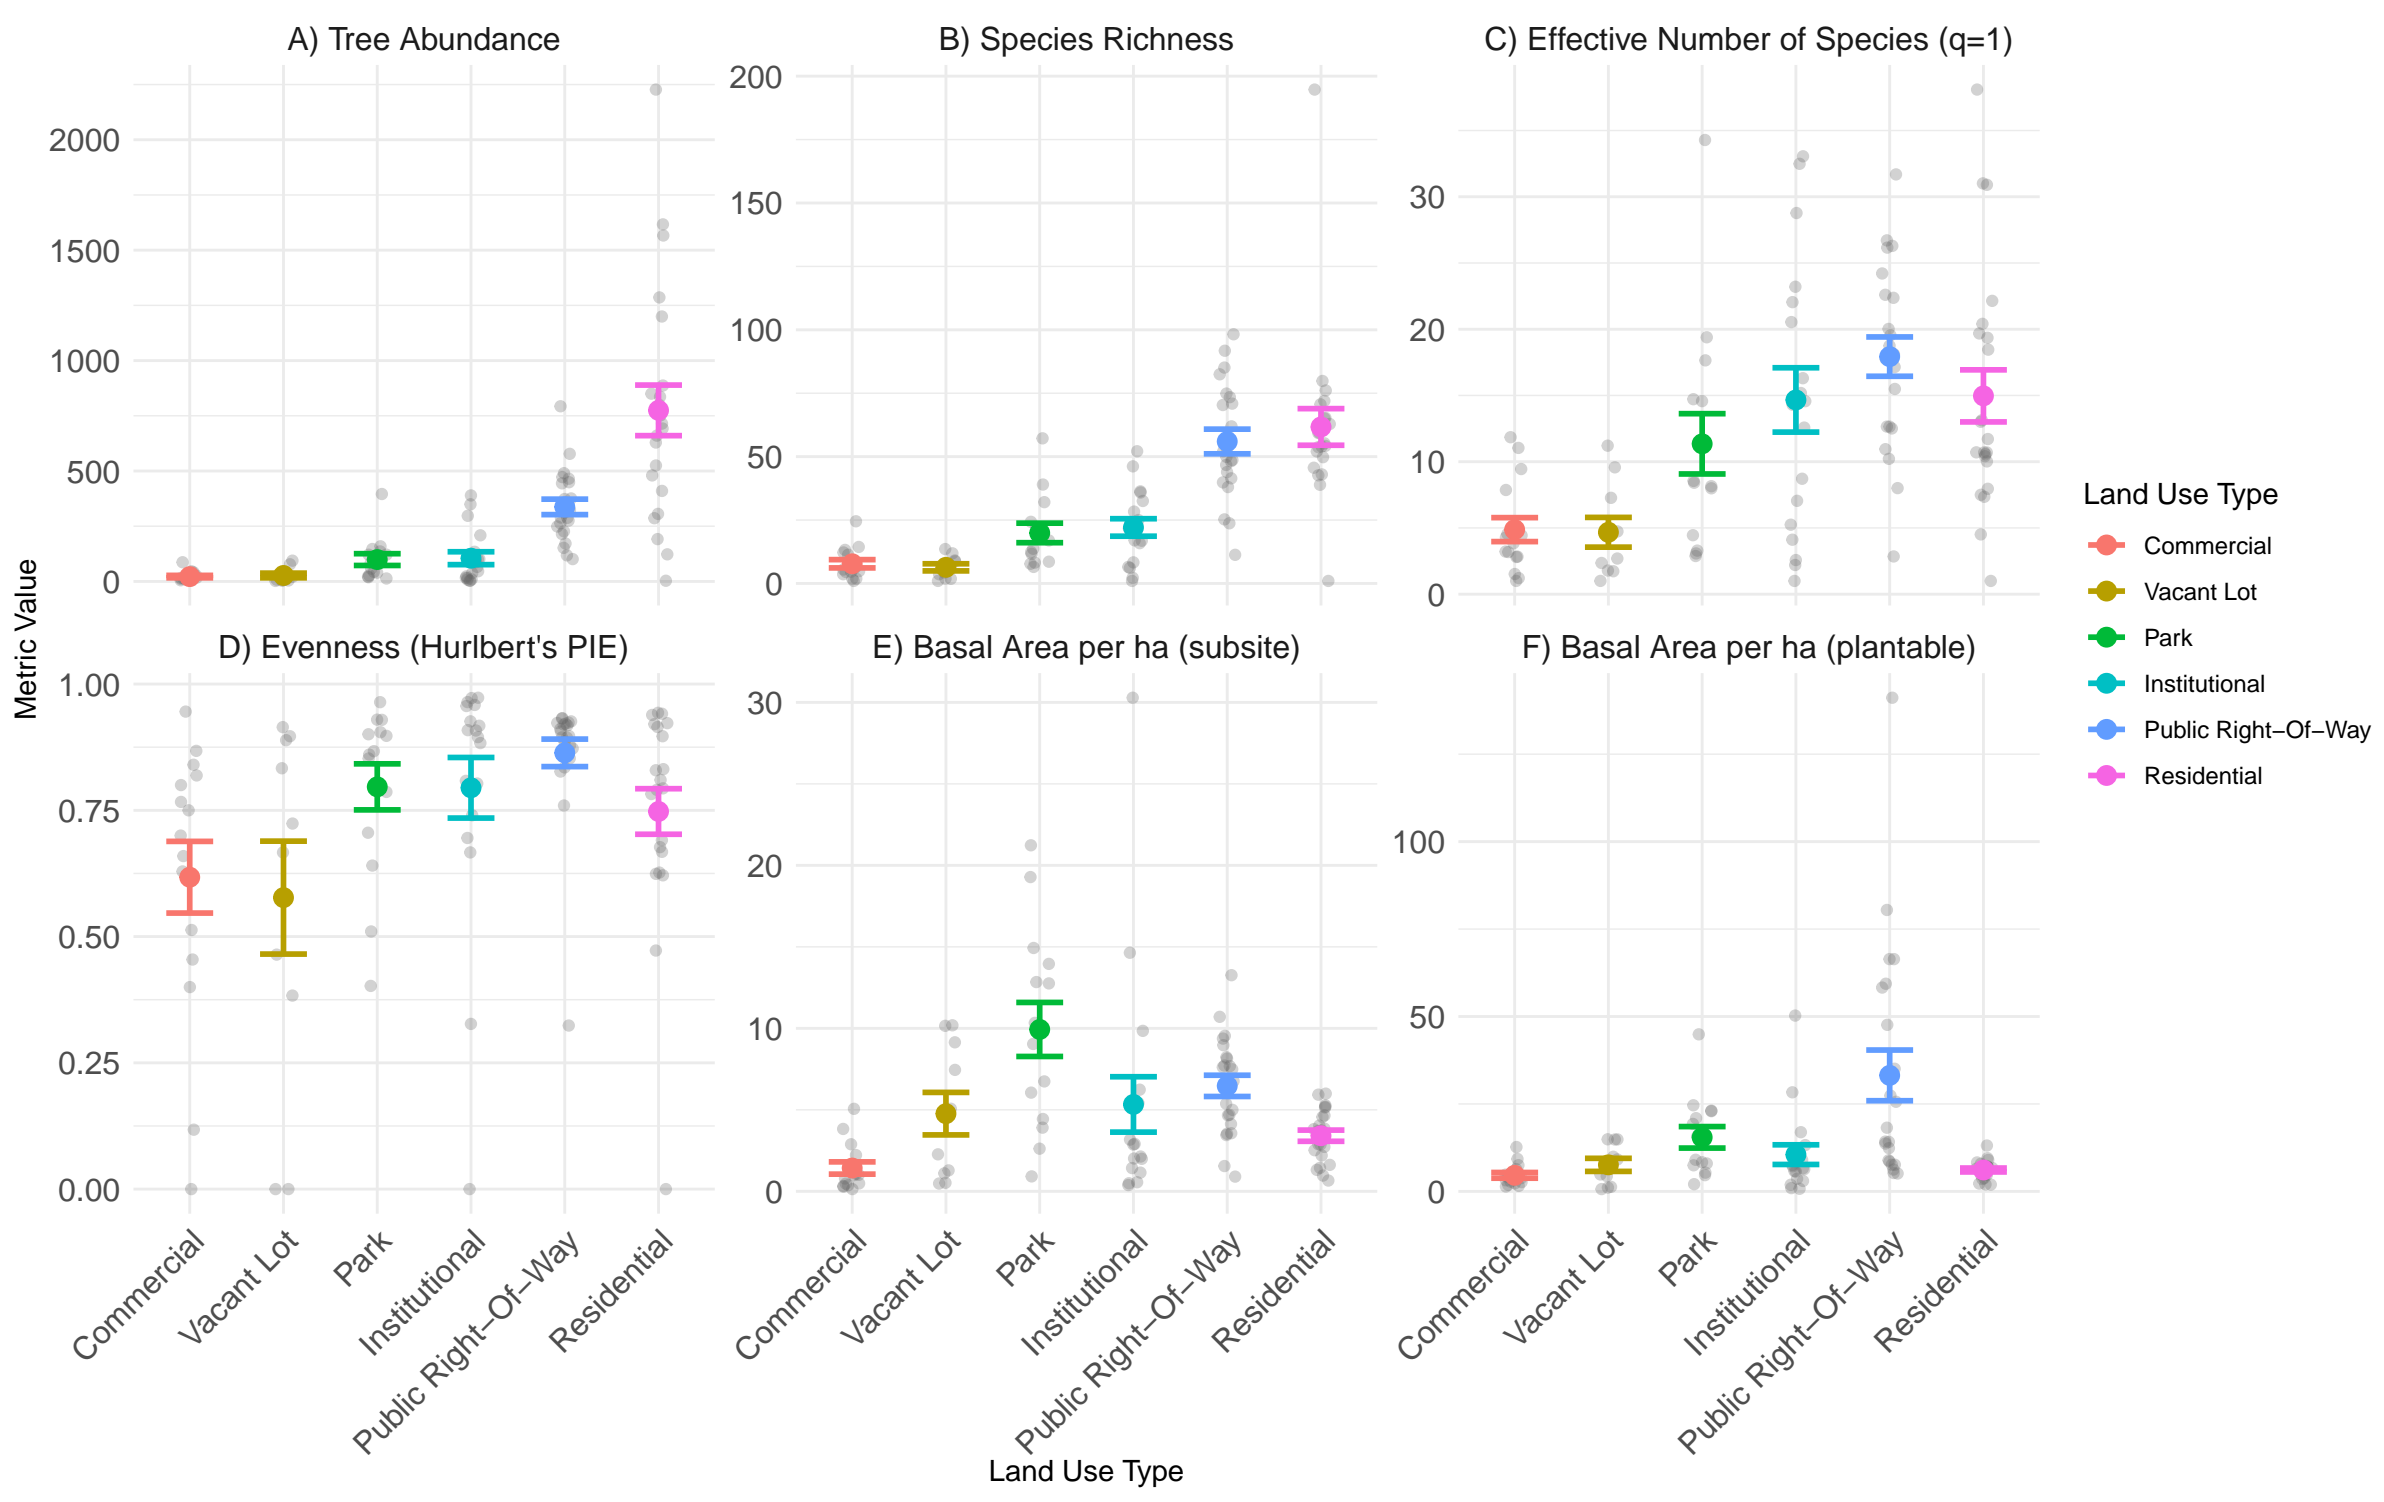 A) Tree Abundance
B) Species Richness
C) Effective Number of Species (q=1)
2000
1500
1000
500
0
200
150
100
50
0
30
20
10
0
Metric Value
D) Evenness (Hurlbert's PIE)
E) Basal Area per ha (subsite)
F) Basal Area per ha (plantable)
1.00
0.75
0.50
0.25
0.00
30
20
10
0
100
50
0
Commercial
Vacant Lot
Park
Institutional
Public Right−Of−Way
Residential
Commercial
Vacant Lot
Park
Institutional
Public Right−Of−Way
Residential
Commercial
Vacant Lot
Park
Institutional
Public Right−Of−Way
Residential
Land Use Type
Land Use Type
Commercial
Vacant Lot
Park
Institutional
Public Right−Of−Way
Residential